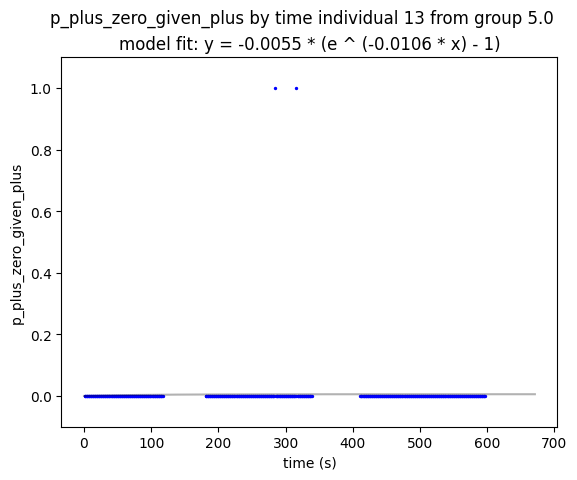 p_plus_zero_given_plus by time individual 13 from group 5.0
model fit: y = -0.0055 * (e ^ (-0.0106 * x) - 1)
1.0
0.8
0.6
0.4
0.2
0.0
p_plus_zero_given_plus
0 100 200 300 400 500 600 700
time (s)